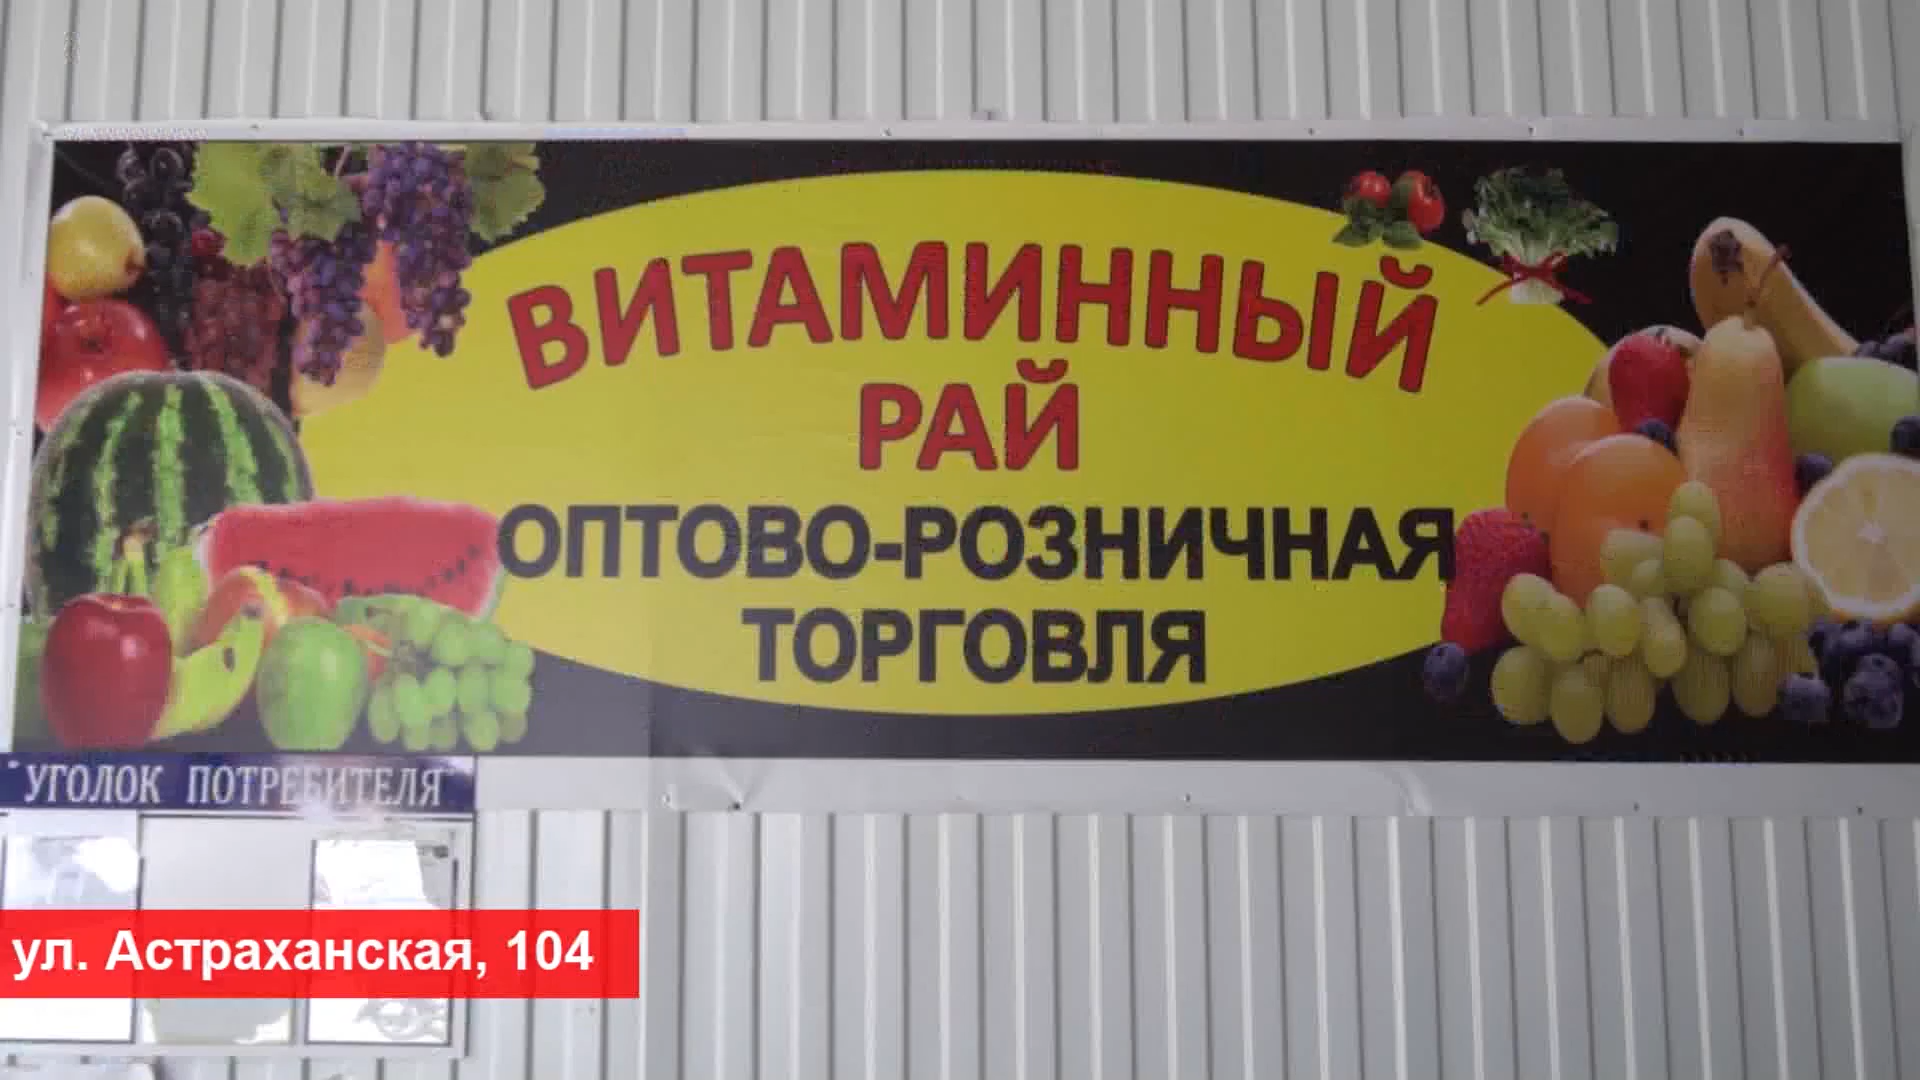 ВИТАМИННЫЙ
РАЙ
ОПТОВО-РОЗНИЧНАЯ
ТОРГОВЛЯ
"УГОЛОК ПОТРЕБИТЕЛЯ"
ул. Астраханская, 104